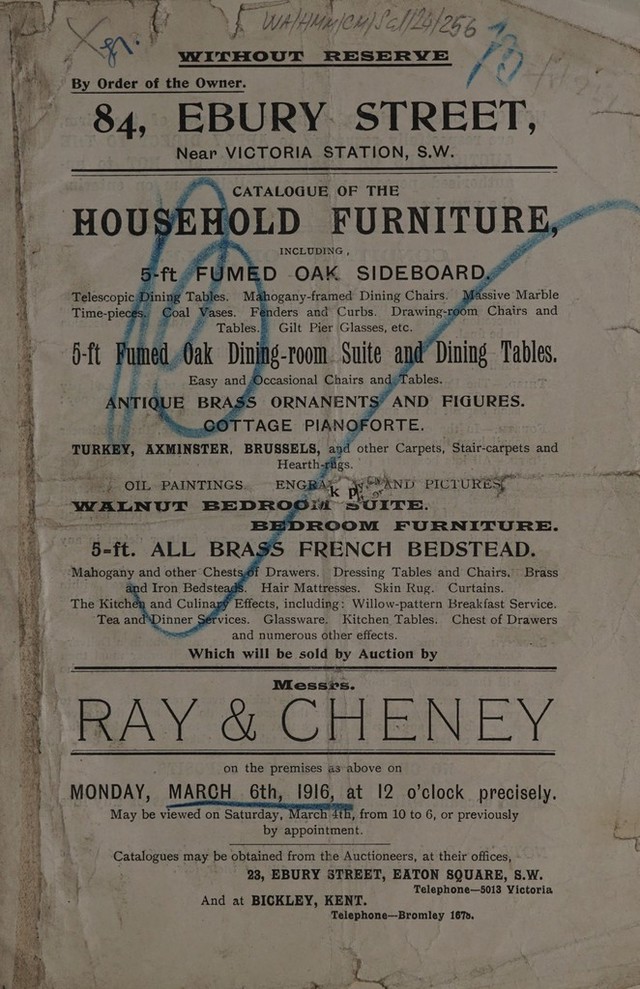 WA/HMM/CM/Sal/24/256
WITHOUT RESERVE
By Order of the Owner.
84, EBURY STREET,
Near VICTORIA STATION, S.W.
CATALOGUE OF THE
HOUSEHOLD FURNITURE,
INCLUDING,
5-ft FUMED OAK SIDEBOARD.
Telescopic Dining Tables. Mahogany-framed Dining Chairs. Massive Marble
Time-pieces. Coal Vases. Fenders and Curbs. Drawing-room Chairs and
Tables. Gilt Pier Glasses, etc.
5-ft Fumed Oak Dining-room Suite and Dining Tables.
Easy and Occasional Chairs and Tables.
ANTIQUE BRASS ORNANENTS AND FIGURES.
COTTAGE PIANOFORTE.
TURKEY, AXMINSTER, BRUSSELS, and other Carpets, Stair-carpets and
Hearth-rugs.
OIL PAINTINGS. AND PICTURES
WALNUT BEDROOM SUITE.
BEDROOM FURNITURE.
5-ft. ALL BRASS FRENCH BEDSTEAD.
Mahogany and other Chests of Drawers. Dressing Tables and Chairs. Brass
and Iron Bedsteads. Hair Mattresses. Skin Rug. Curtains.
The Kitchen and Culinary Effects, including: Willow-pattern Breakfast Service.
Tea and Dinner Services. Glassware. Kitchen Tables. Chest of Drawers
and numerous other effects.
Which will be sold by Auction by
Messrs.
RAY & CHENEY
on the premises as above on
MONDAY, MARCH 6th, 1916, at 12 o'clock precisely.
May be viewed on Saturday, March 4th, from 10 to 6, or previously
by appointment.
Catalogues may be obtained from the Auctioneers, at their offices,
23, EBURY STREET, EATON SQUARE, S.W.
Telephone—5013 Victoria
And at BICKLEY, KENT.
Telephone—Bromley 1678.